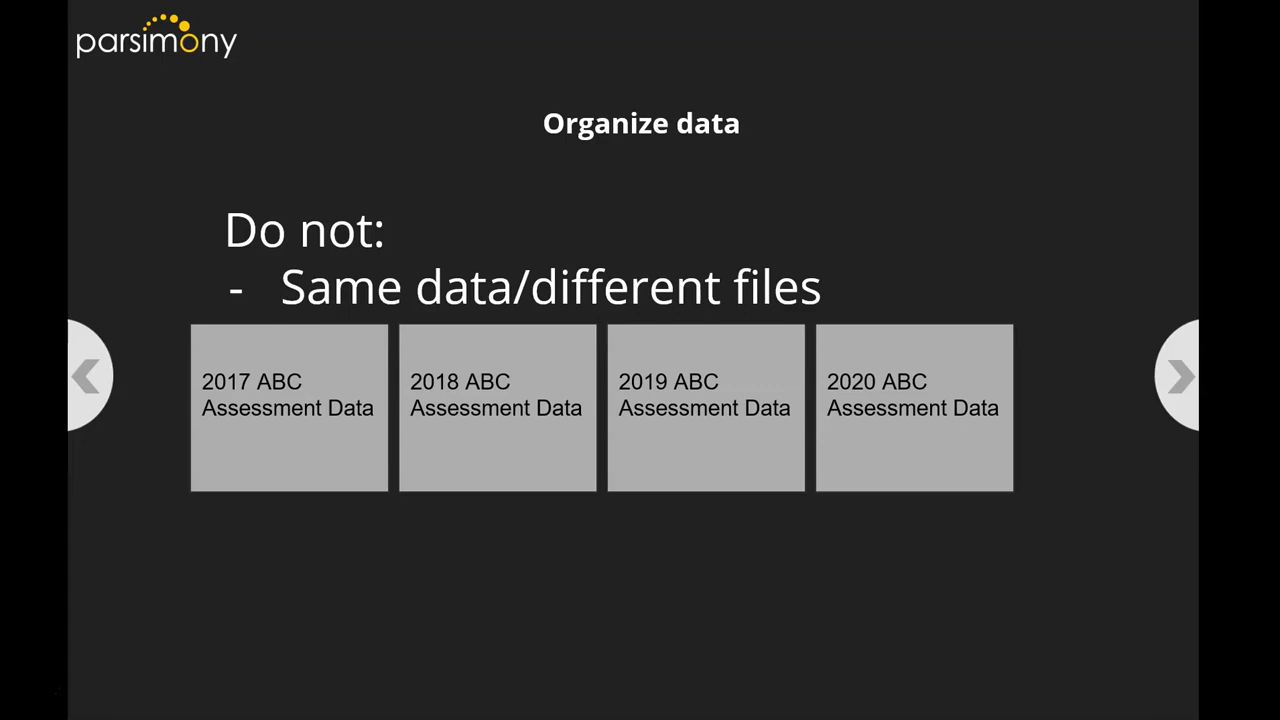 parsimony
Organize data
Do not:
- Same data/different files
2017 ABC
Assessment Data
2018 ABC
Assessment Data
2019 ABC
Assessment Data
2020 ABC
Assessment Data